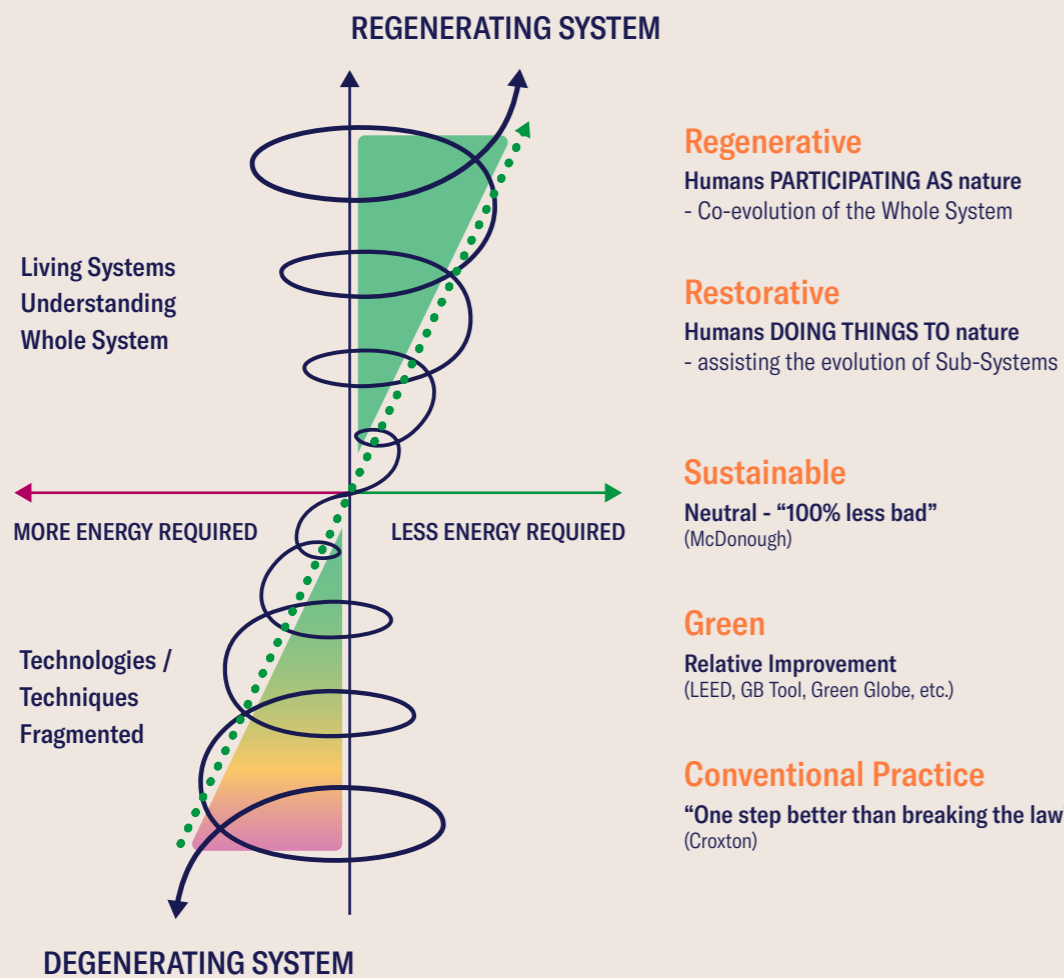 REGENERATING SYSTEM
Living Systems
Understanding
Whole System
MORE ENERGY REQUIRED
LESS ENERGY REQUIRED
Technologies /
Techniques
Fragmented
DEGENERATING SYSTEM
Regenerative
Humans PARTICIPATING AS nature
- Co-evolution of the Whole System
Restorative
Humans DOING THINGS TO nature
- assisting the evolution of Sub-Systems
Sustainable
Neutral - “100% less bad”
(McDonough)
Green
Relative Improvement
(LEED, GB Tool, Green Globe, etc.)
Conventional Practice
“One step better than breaking the law”
(Croxton)